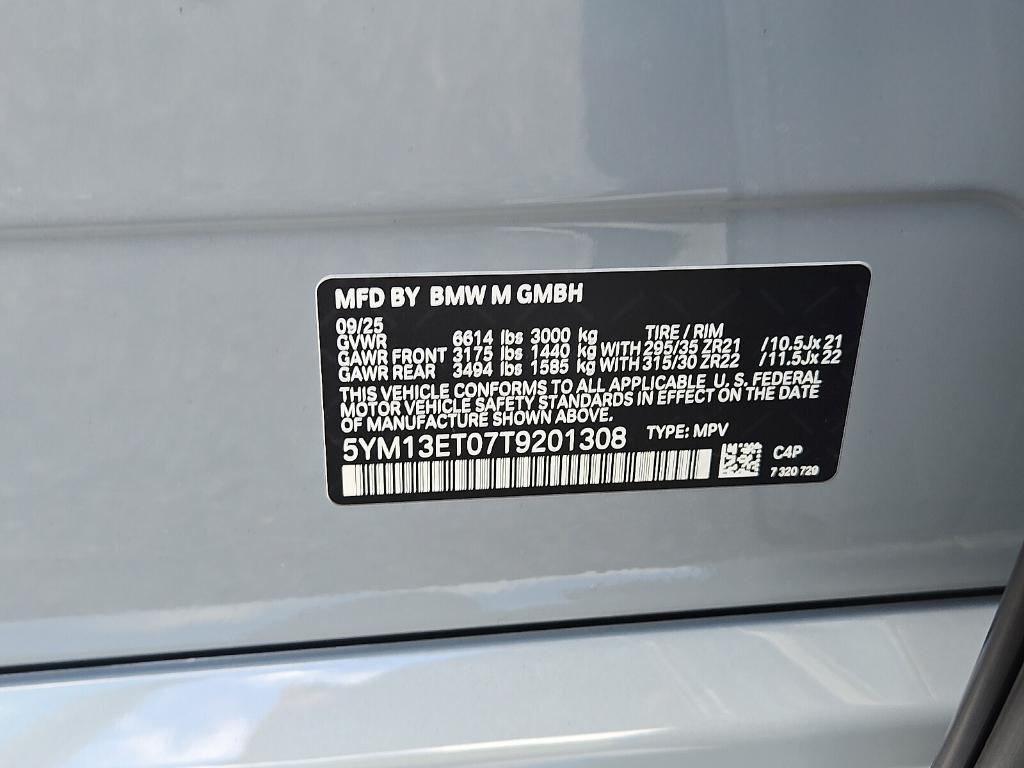 MFD BY BMW M GMBH
09/25
GVWR 6614 lbs 3000 kg TIRE / RIM
GAWR FRONT 3175 lbs 1440 kg WITH 295/35 ZR21 /10.5Jx21
GAWR REAR 3494 lbs 1585 kg WITH 315/30 ZR22 /11.5Jx22
THIS VEHICLE CONFORMS TO ALL APPLICABLE U. S. FEDERAL
MOTOR VEHICLE SAFETY STANDARDS IN EFFECT ON THE DATE
OF MANUFACTURE SHOWN ABOVE.
5YM13ET07T9201308 TYPE: MPV
C4P
7 320 729